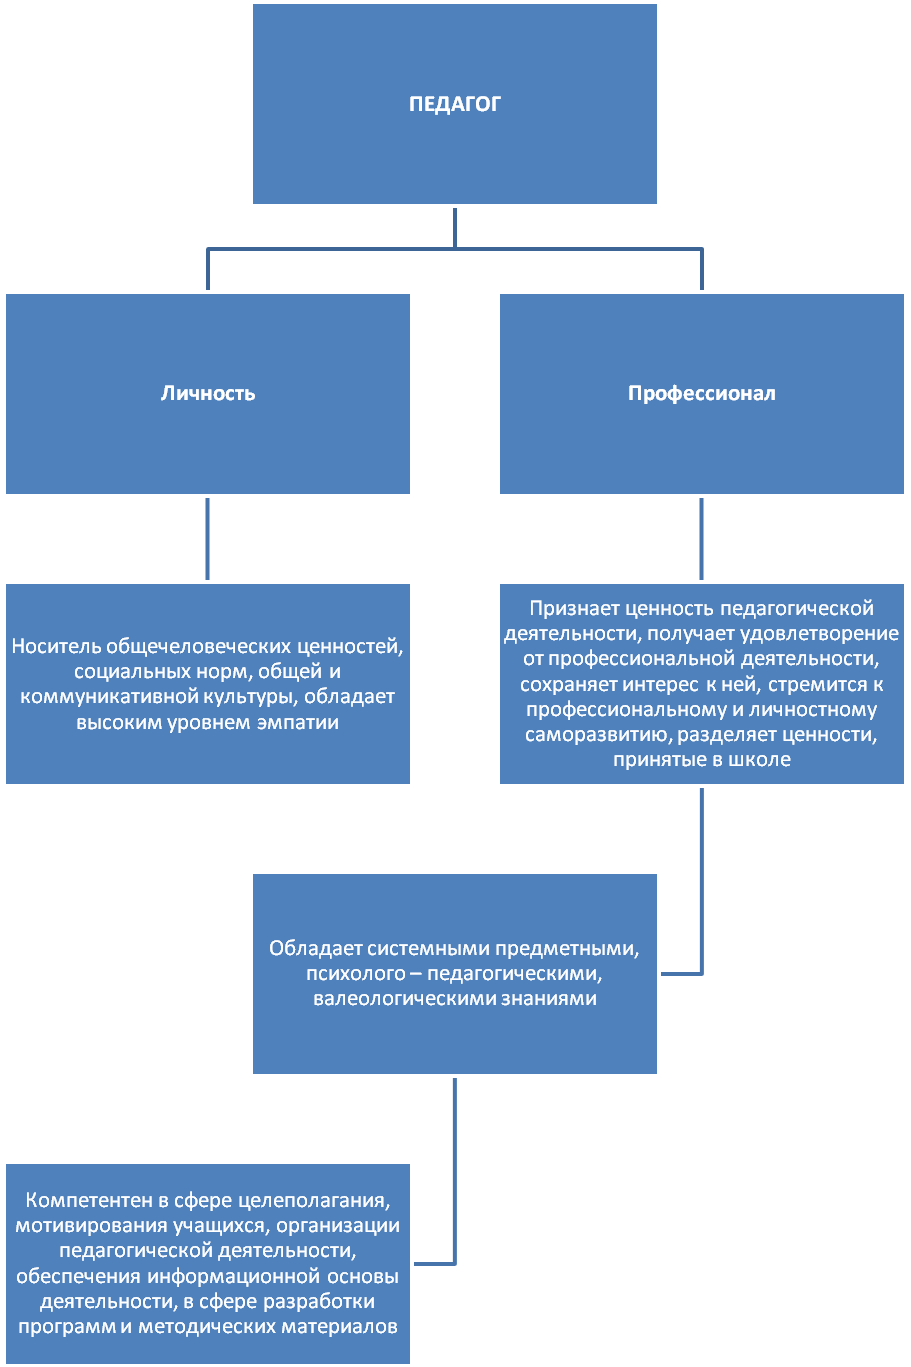 ПЕДАГОГ
Личность
Профессионал
Носитель общечеловеческих ценностей,
социальных норм, общей и
коммуникативной культуры, обладает
высоким уровнем эмпатии
Признает ценность педагогической
деятельности, получает удовлетворение
от профессиональной деятельности,
сохраняет интерес к ней, стремится к
профессиональному и личностному
саморазвитию, разделяет ценности,
принятые в школе
Обладает системными предметными,
психолого – педагогическими,
валеологическими знаниями
Компетентен в сфере целеполагания,
мотивирования учащихся, организации
педагогической деятельности,
обеспечения информационной основы
деятельности, в сфере разработки
программ и методических материалов